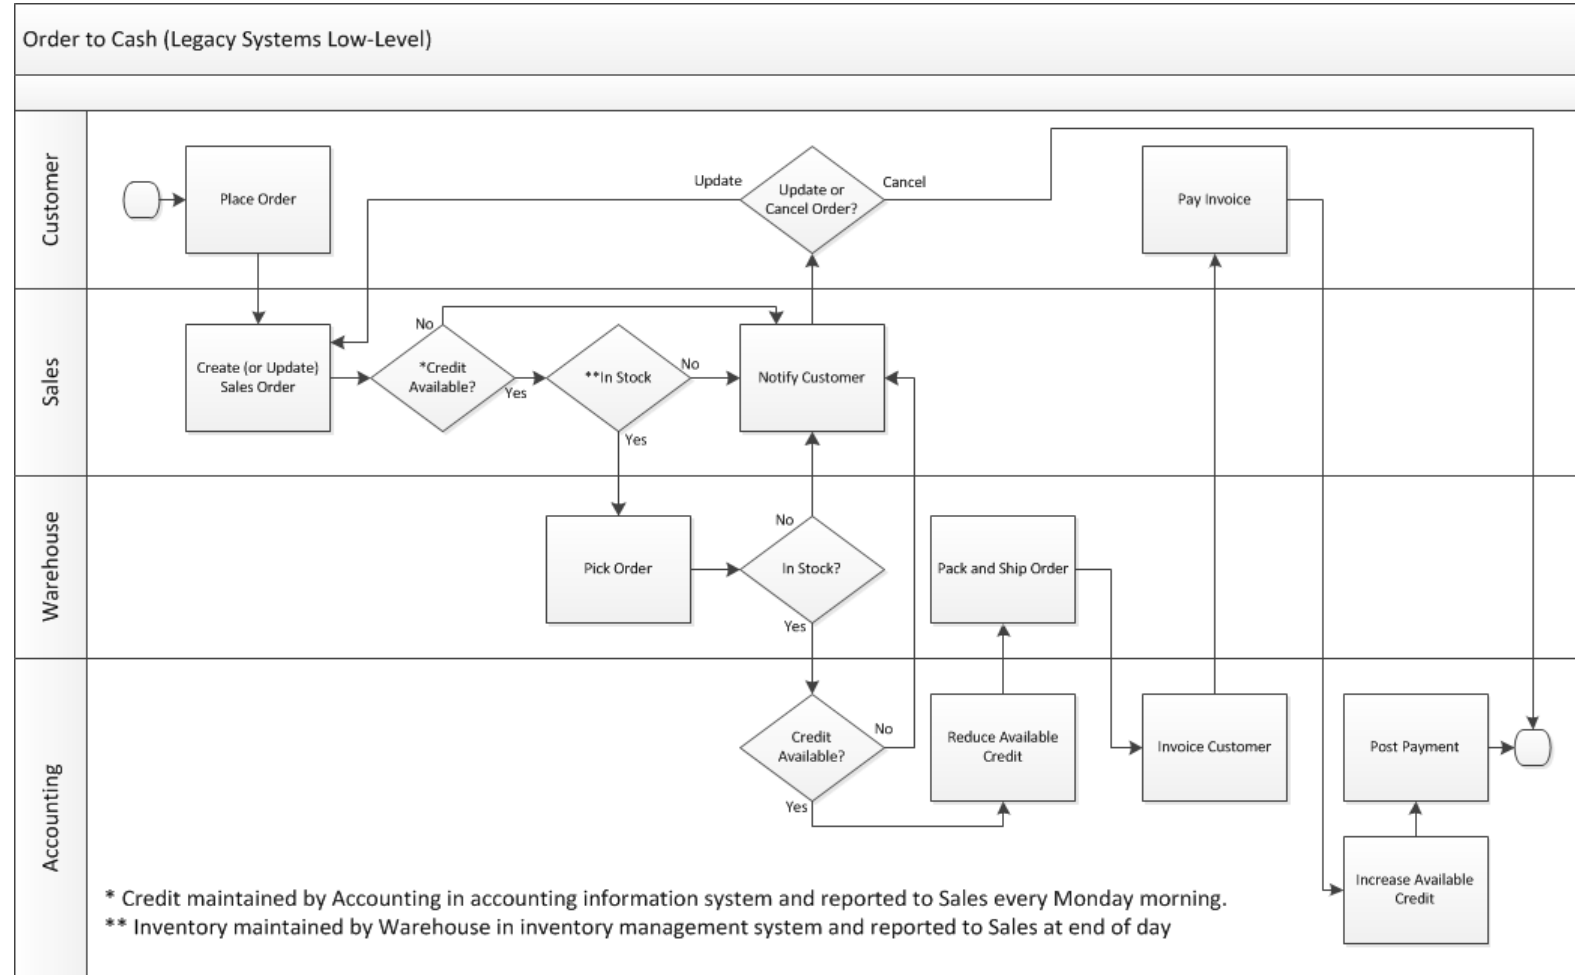 Order to Cash (Legacy Systems Low-Level)
Customer
Place Order
Update
Update or
Cancel Order?
Cancel
Pay Invoice
Sales
Create (or Update)
Sales Order
No
*Credit
Available?
Yes
**In Stock
No
Yes
Notify Customer
Warehouse
Pick Order
No
In Stock?
Yes
Pack and Ship Order
Accounting
Credit
Available?
No
Yes
Reduce Available
Credit
Invoice Customer
Post Payment
Increase Available
Credit
* Credit maintained by Accounting in accounting information system and reported to Sales every Monday morning.
** Inventory maintained by Warehouse in inventory management system and reported to Sales at end of day